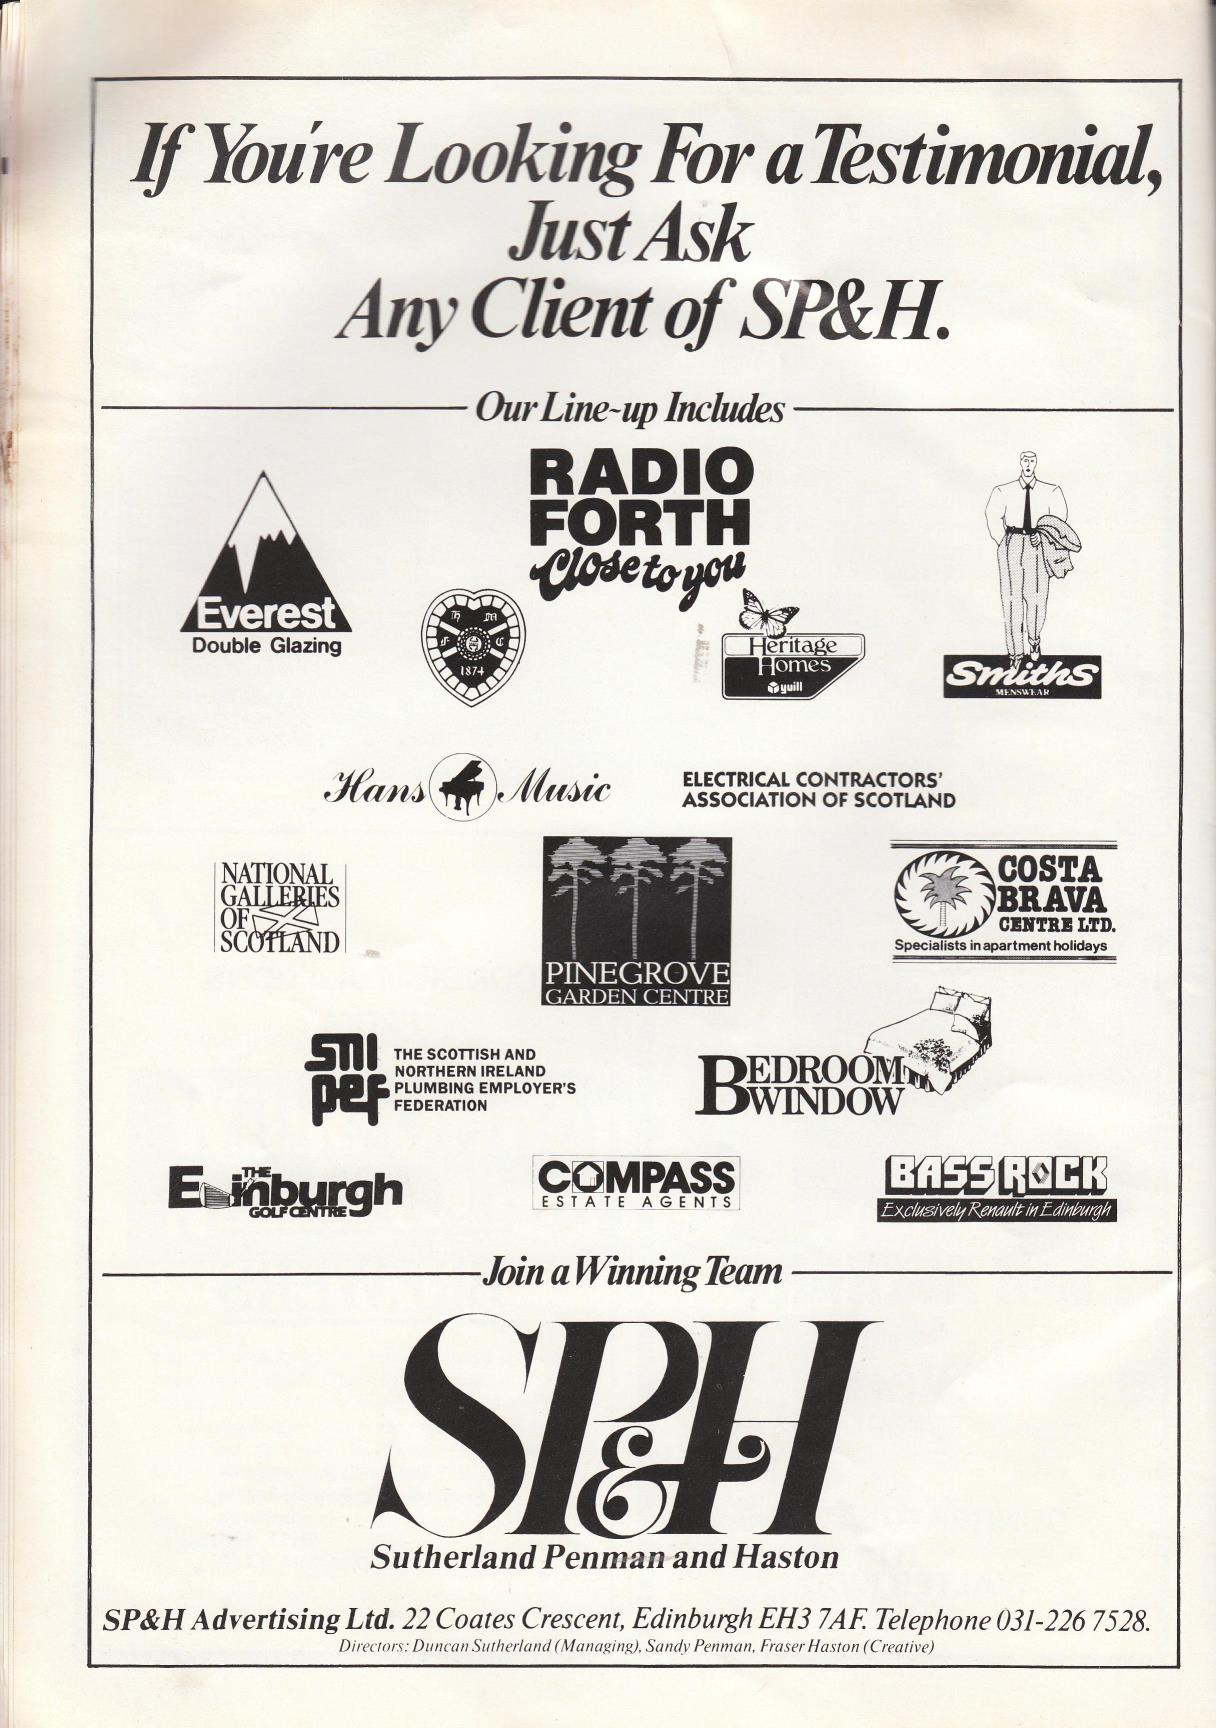 If You're Looking For a Testimonial,
Just Ask
Any Client of SP&H.
Our Line-up Includes
RADIO
FORTH
Close to you
Everest
Double Glazing
H M
F C
1874
Heritage
Homes
yuill
Smiths
MENSWEAR
Hans Music
ELECTRICAL CONTRACTORS'
ASSOCIATION OF SCOTLAND
NATIONAL
GALLERIES
OF
SCOTLAND
PINEGROVE
GARDEN CENTRE
COSTA
BRAVA
CENTRE LTD.
Specialists in apartment holidays
sni
pef
THE SCOTTISH AND
NORTHERN IRELAND
PLUMBING EMPLOYER'S
FEDERATION
BEDROOM
WINDOW
THE
Edinburgh
GOLF CENTRE
COMPASS
ESTATE AGENTS
BASS ROCK
Exclusively Renault in Edinburgh
Join a Winning Team
SP&H
Sutherland Penman and Haston
SP&H Advertising Ltd. 22 Coates Crescent, Edinburgh EH3 7AF. Telephone 031-226 7528.
Directors: Duncan Sutherland (Managing), Sandy Penman, Fraser Haston (Creative)